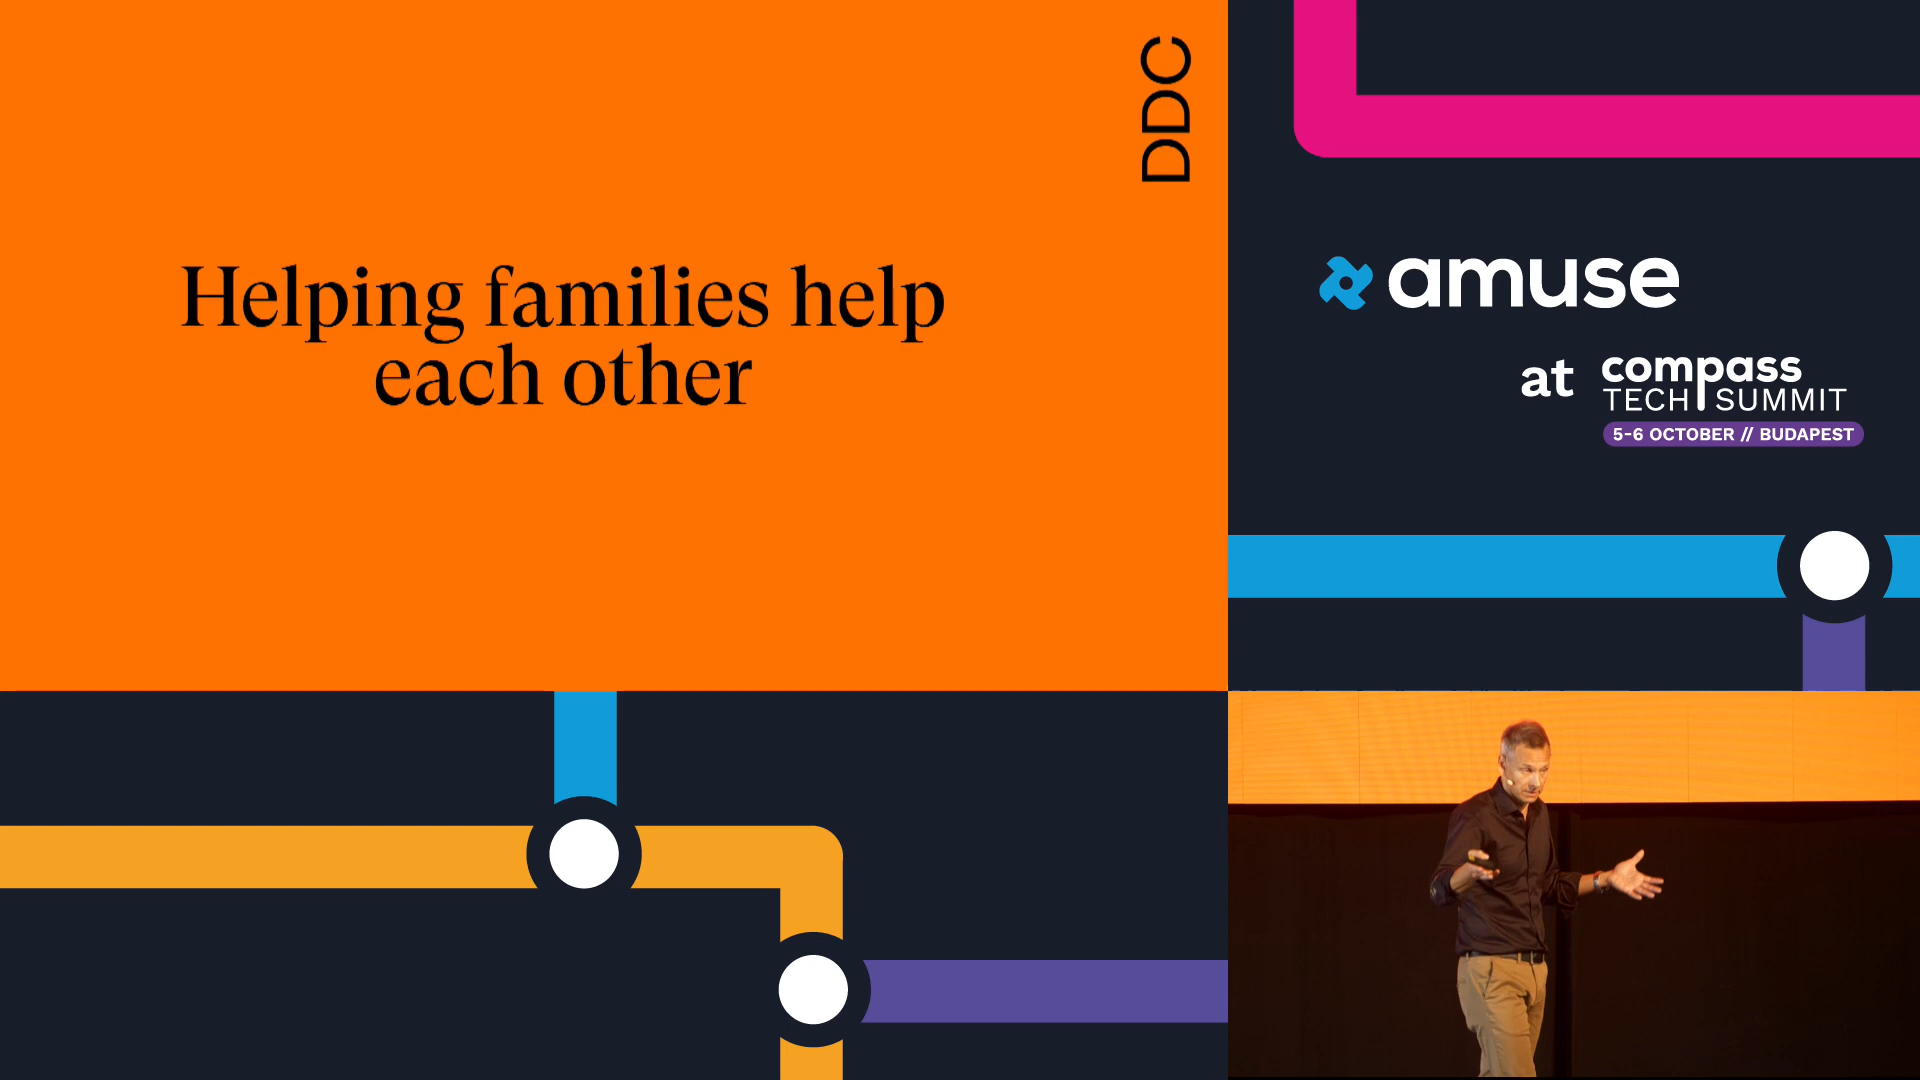 DDC
Helping families help
each other
amuse
at
compass
TECH SUMMIT
5-6 OCTOBER // BUDAPEST